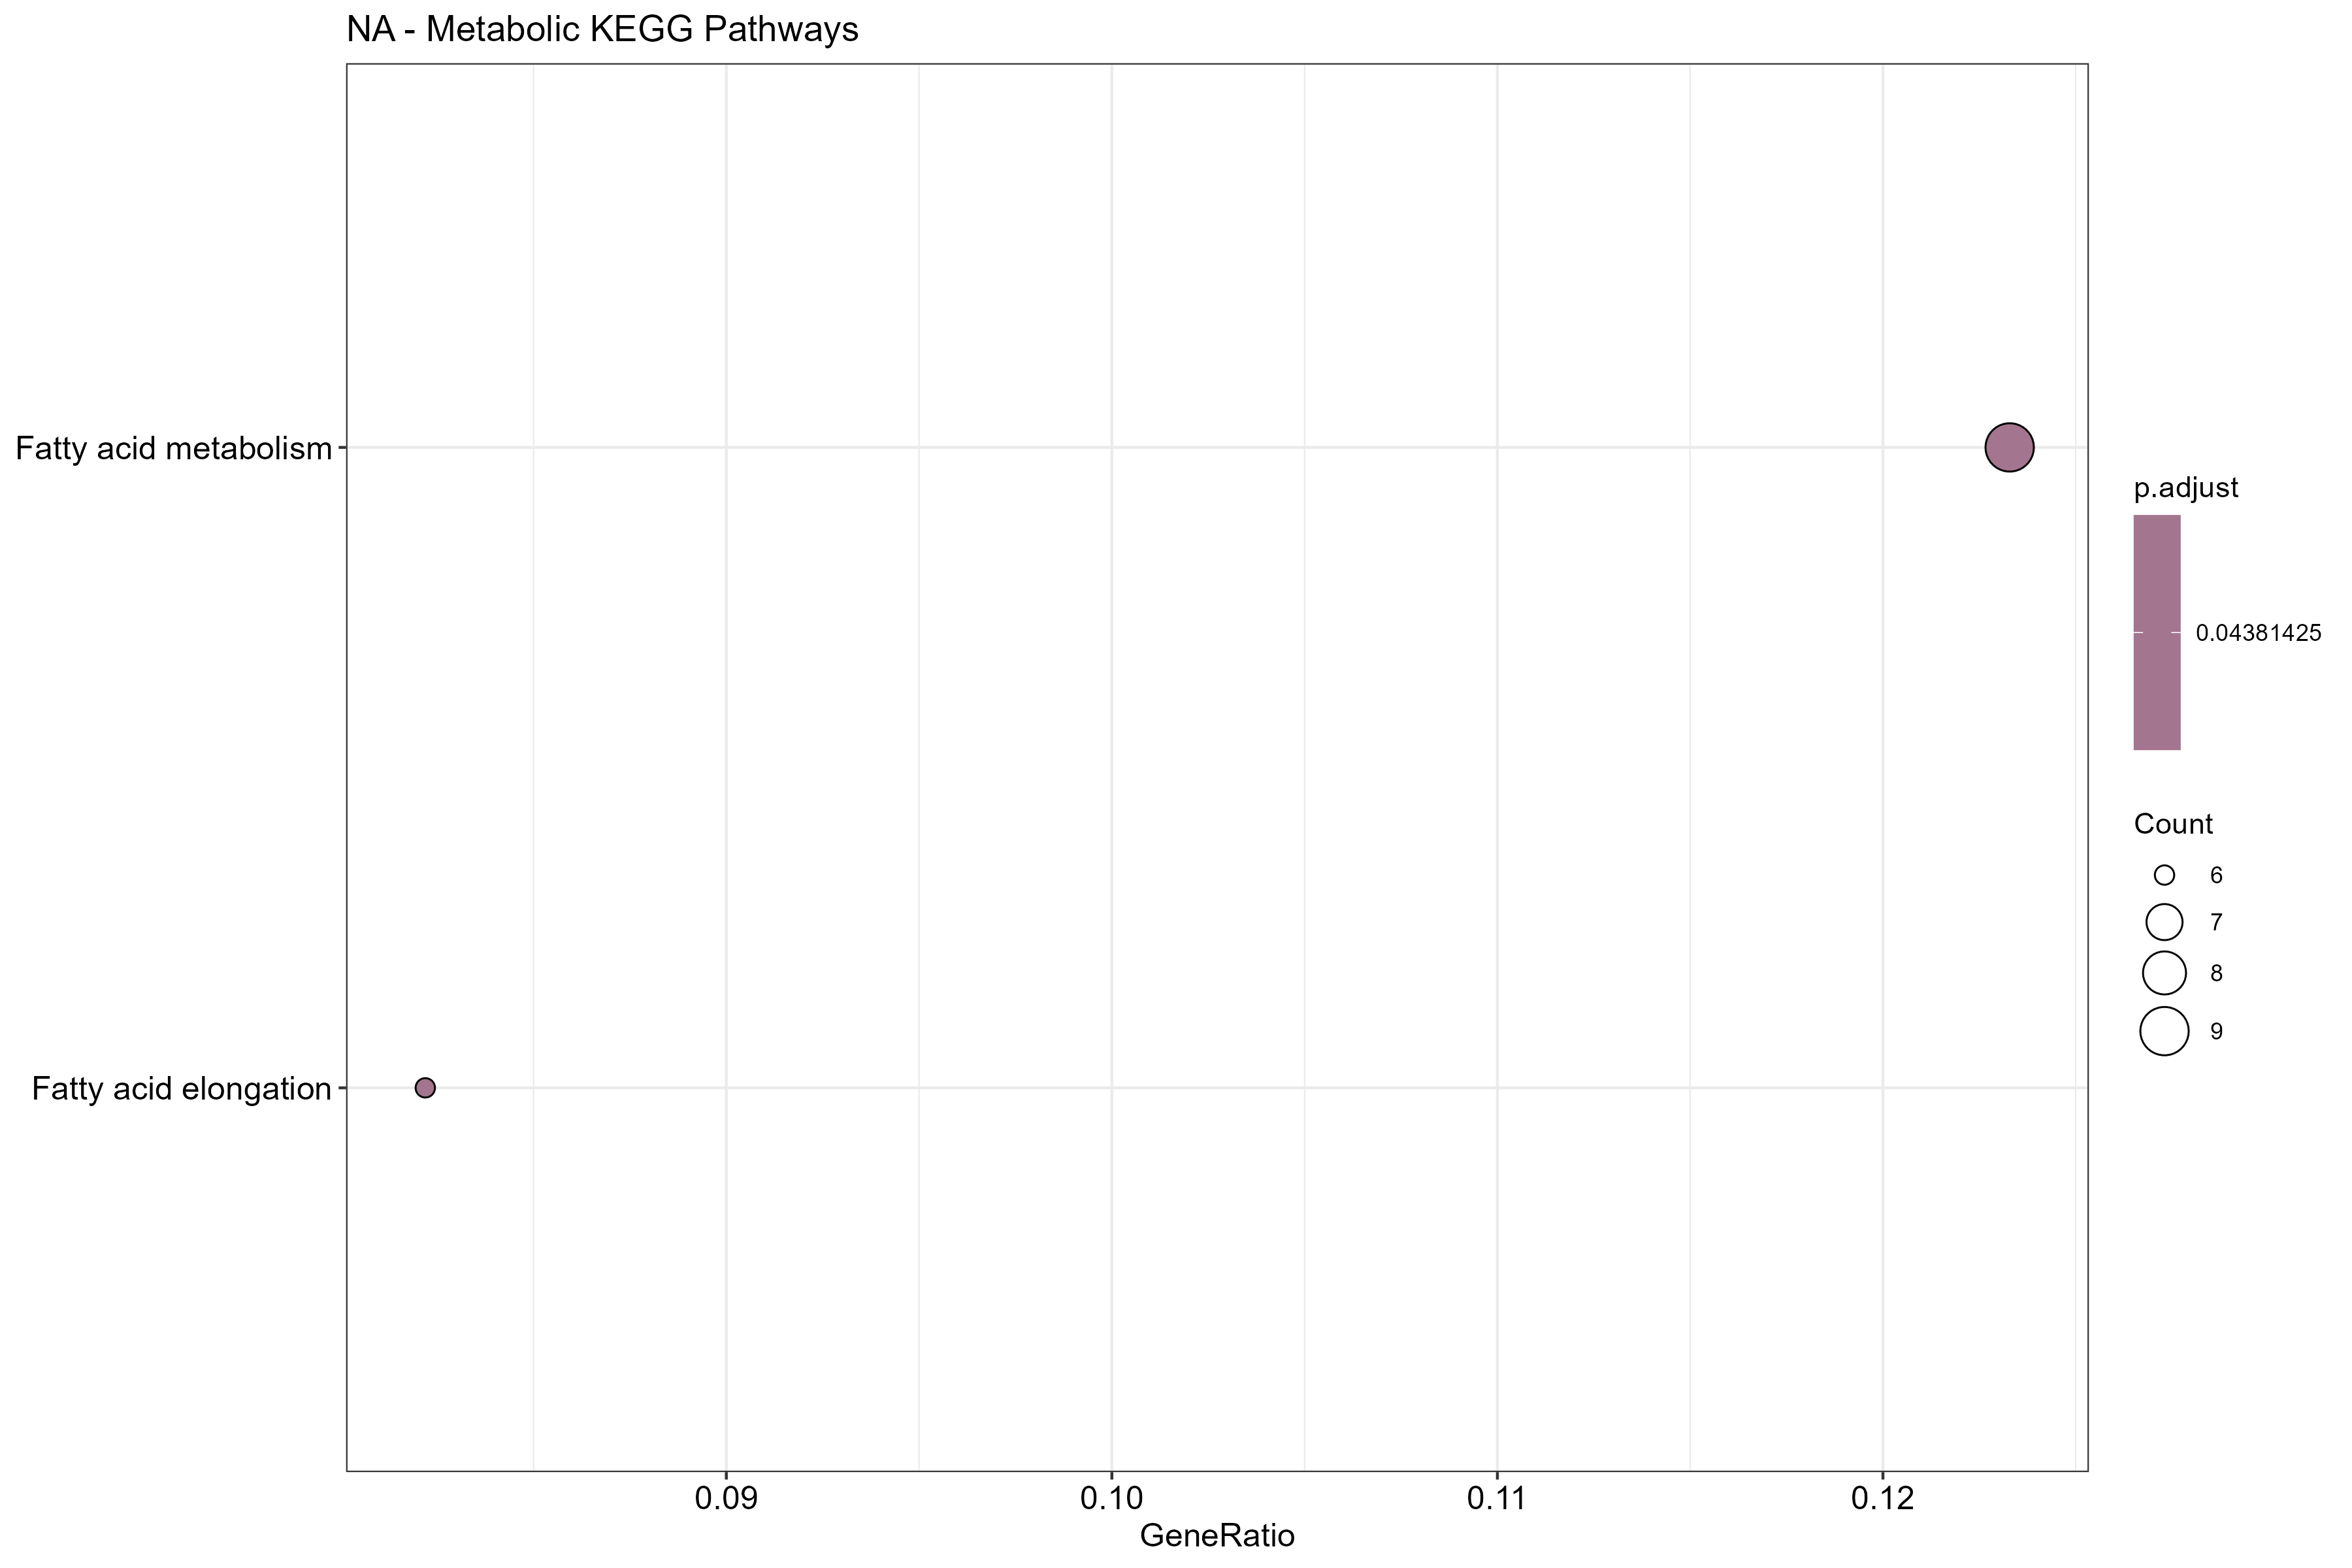 NA - Metabolic KEGG Pathways
Fatty acid metabolism
Fatty acid elongation
0.09
0.10
0.11
0.12
GeneRatio
p.adjust
0.04381425
Count
6
7
8
9